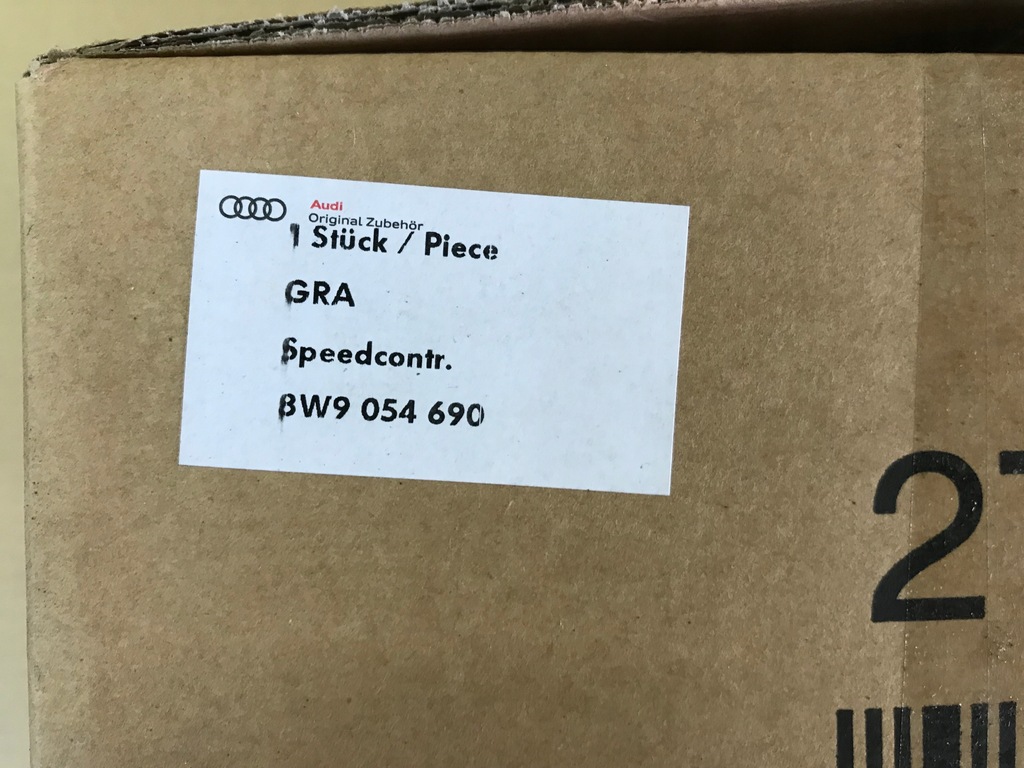 Audi
Original Zubehör
1 Stück / Piece
GRA
Speedcontr.
8W9 054 690
2